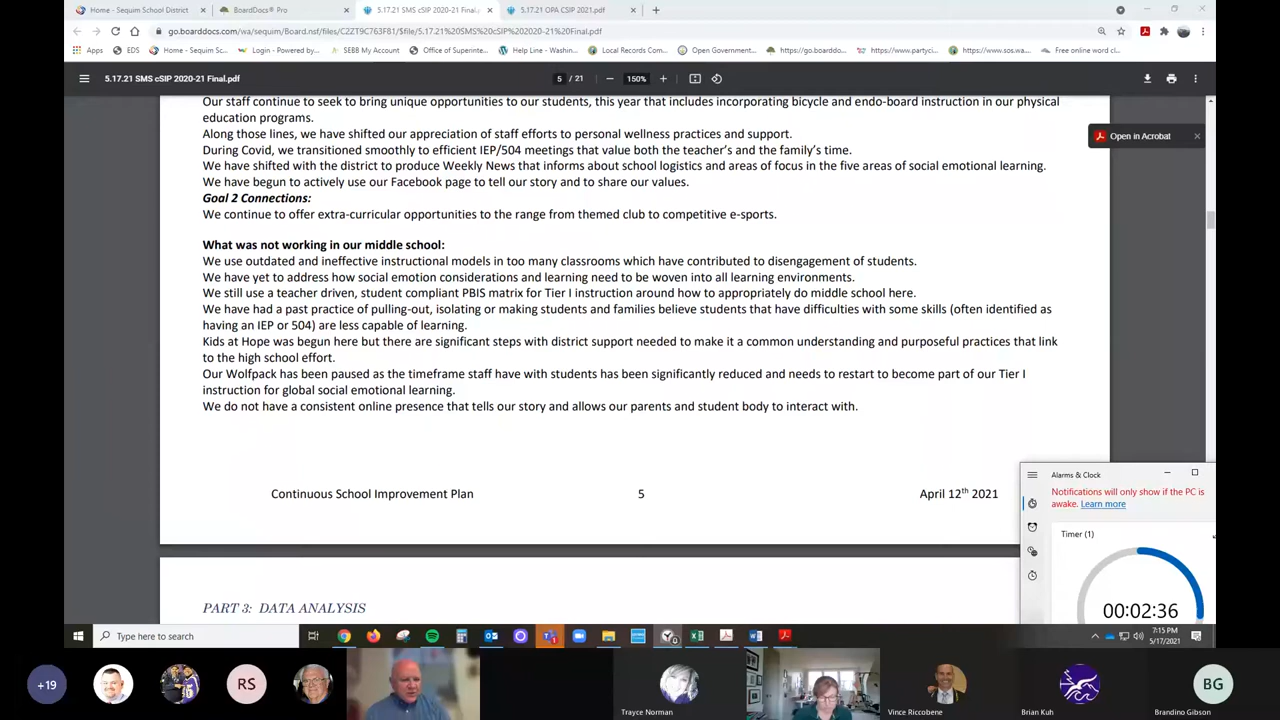 Home - Sequim School District
BoardDocs® Pro
5.17.21 SMS cSIP 2020-21 Final.
5.17.21 OPA CSIP 2021.pdf
go.boarddocs.com/wa/sequim/Board.nsf/files/C2ZT9C763F81/$file/5.17.21%20SMS%20cSIP%202020-21%20Final.pdf
Apps
EDS
Home - Sequim Sc...
Login - Powered by...
SEBB My Account
Office of Superinte...
Help Line - Washin...
Local Records Com...
Open Government...
https://go.boarddo...
https://www.partyci...
https://www.sos.wa...
Free online word cl...
5.17.21 SMS cSIP 2020-21 Final.pdf
5 / 21
150%
Open in Acrobat
Our staff continue to seek to bring unique opportunities to our students, this year that includes incorporating bicycle and endo-board instruction in our physical
education programs.
Along those lines, we have shifted our appreciation of staff efforts to personal wellness practices and support.
During Covid, we transitioned smoothly to efficient IEP/504 meetings that value both the teacher's and the family's time.
We have shifted with the district to produce Weekly News that informs about school logistics and areas of focus in the five areas of social emotional learning.
We have begun to actively use our Facebook page to tell our story and to share our values.
Goal 2 Connections:
We continue to offer extra-curricular opportunities to the range from themed club to competitive e-sports.
What was not working in our middle school:
We use outdated and ineffective instructional models in too many classrooms which have contributed to disengagement of students.
We have yet to address how social emotion considerations and learning need to be woven into all learning environments.
We still use a teacher driven, student compliant PBIS matrix for Tier I instruction around how to appropriately do middle school here.
We have had a past practice of pulling-out, isolating or making students and families believe students that have difficulties with some skills (often identified as
having an IEP or 504) are less capable of learning.
Kids at Hope was begun here but there are significant steps with district support needed to make it a common understanding and purposeful practices that link
to the high school effort.
Our Wolfpack has been paused as the timeframe staff have with students has been significantly reduced and needs to restart to become part of our Tier I
instruction for global social emotional learning.
We do not have a consistent online presence that tells our story and allows our parents and student body to interact with.
Continuous School Improvement Plan
5
April 12th 2021
PART 3: DATA ANALYSIS
Alarms & Clock
Notifications will only show if the PC is
awake. Learn more
Timer (1)
00:02:36
Type here to search
7:15 PM
5/17/2021
+19
RS
Trayce Norman
Vince Riccobene
Brian Kuh
BG
Brandino Gibson